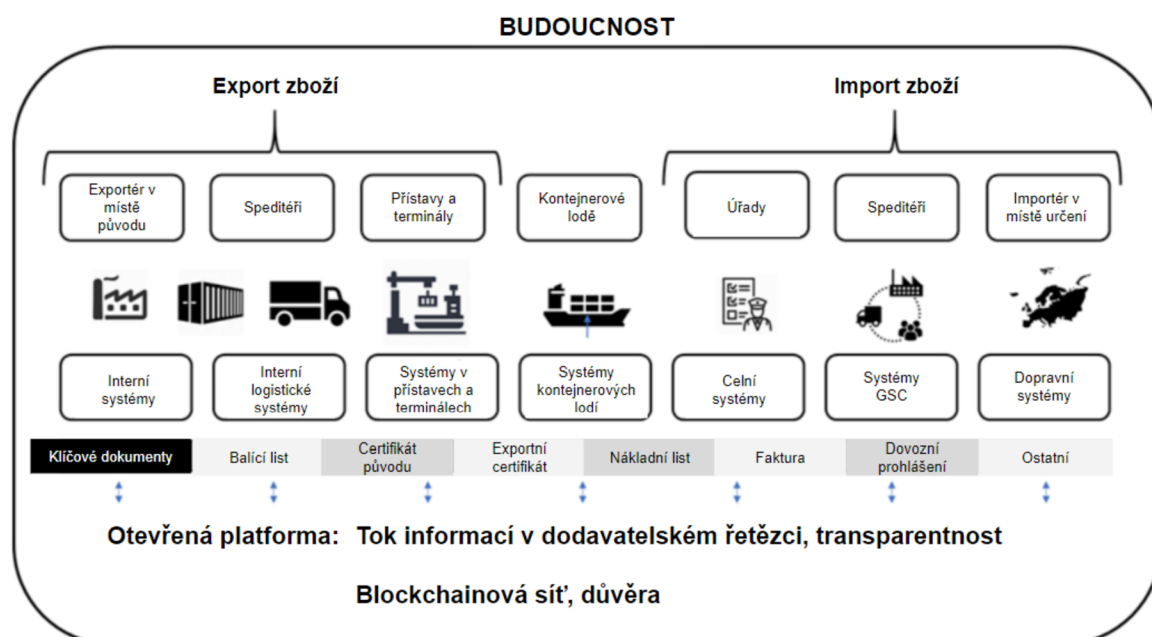 BUDOUCNOST
Export zboží
Import zboží
Exportér v
místě
původu
Speditéři
Přístavy a
terminály
Kontejnerové
lodě
Úřady
Speditéři
Importér v
místě určení
Interní
systémy
Interní
logistické
systémy
Systémy v
přístavech a
terminálech
Systémy
kontejnerových
lodí
Celní
systémy
Systémy
GSC
Dopravní
systémy
Klíčové dokumenty
Balící list
Certifikát
původu
Exportní
certifikát
Nákladní list
Faktura
Dovozní
prohlášení
Ostatní
Otevřená platforma: Tok informací v dodavatelském řetězci, transparentnost
Blockchainová síť, důvěra